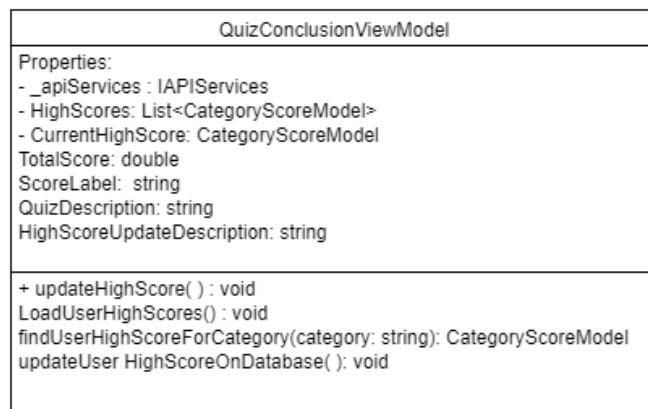 QuizConclusionViewModel
Properties:
- _apiServices : IAPIServices
- HighScores: List<CategoryScoreModel>
- CurrentHighScore: CategoryScoreModel
TotalScore: double
ScoreLabel: string
QuizDescription: string
HighScoreUpdateDescription: string
+ updateHighScore( ) : void
LoadUserHighScores() : void
findUserHighScoreForCategory(category: string): CategoryScoreModel
updateUser HighScoreOnDatabase( ): void